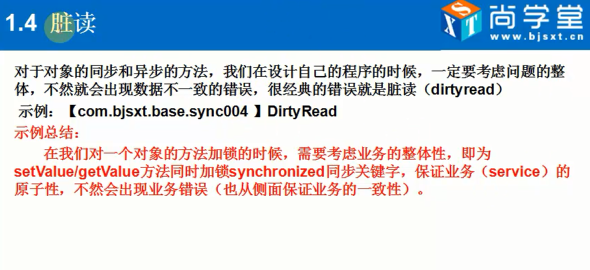 1.4 脏读
尚学堂
www.bjsxt.cn
对于对象的同步和异步的方法，我们在设计自己的程序的时候，一定要考虑问题的整
体，不然就会出现数据不一致的错误，很经典的错误就是脏读（dirtyread）
示例：【com.bjsxt.base.sync004 】DirtyRead
示例总结：
在我们对一个对象的方法加锁的时候，需要考虑业务的整体性，即为
setValue/getValue方法同时加锁synchronized同步关键字，保证业务（service）的
原子性，不然会出现业务错误（也从侧面保证业务的一致性）。